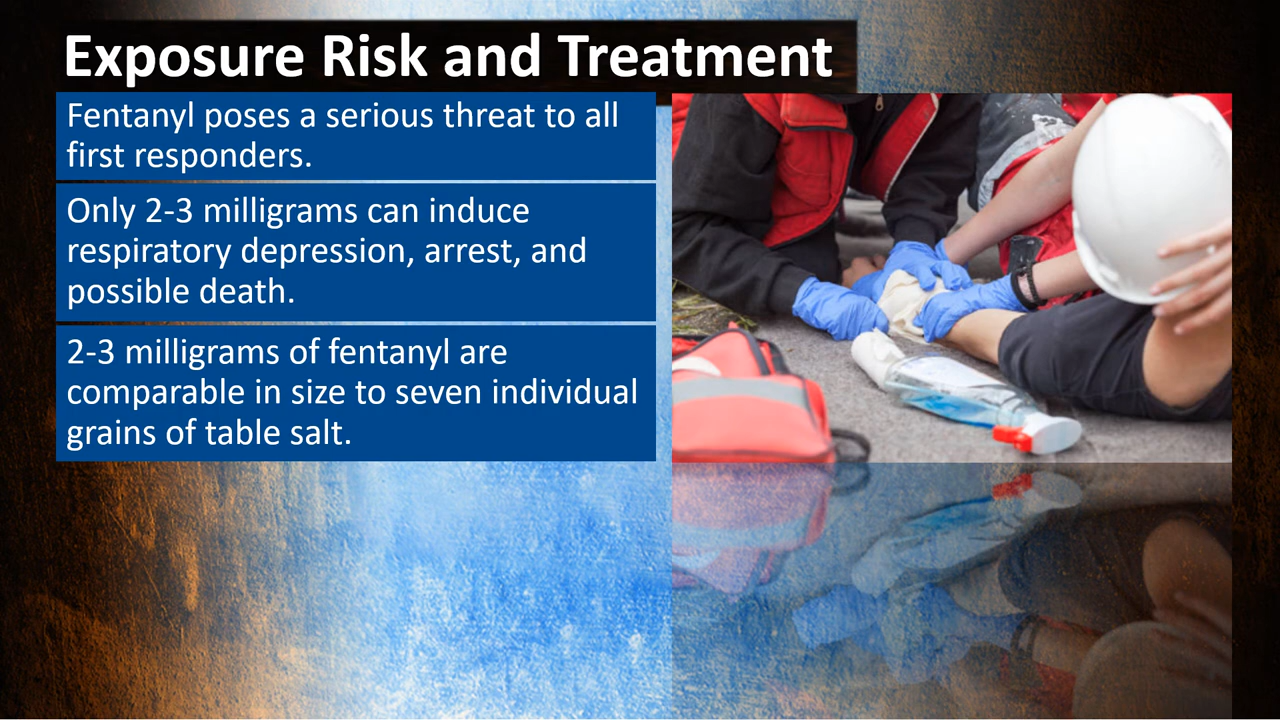 Exposure Risk and Treatment
Fentanyl poses a serious threat to all
first responders.
Only 2-3 milligrams can induce
respiratory depression, arrest, and
possible death.
2-3 milligrams of fentanyl are
comparable in size to seven individual
grains of table salt.